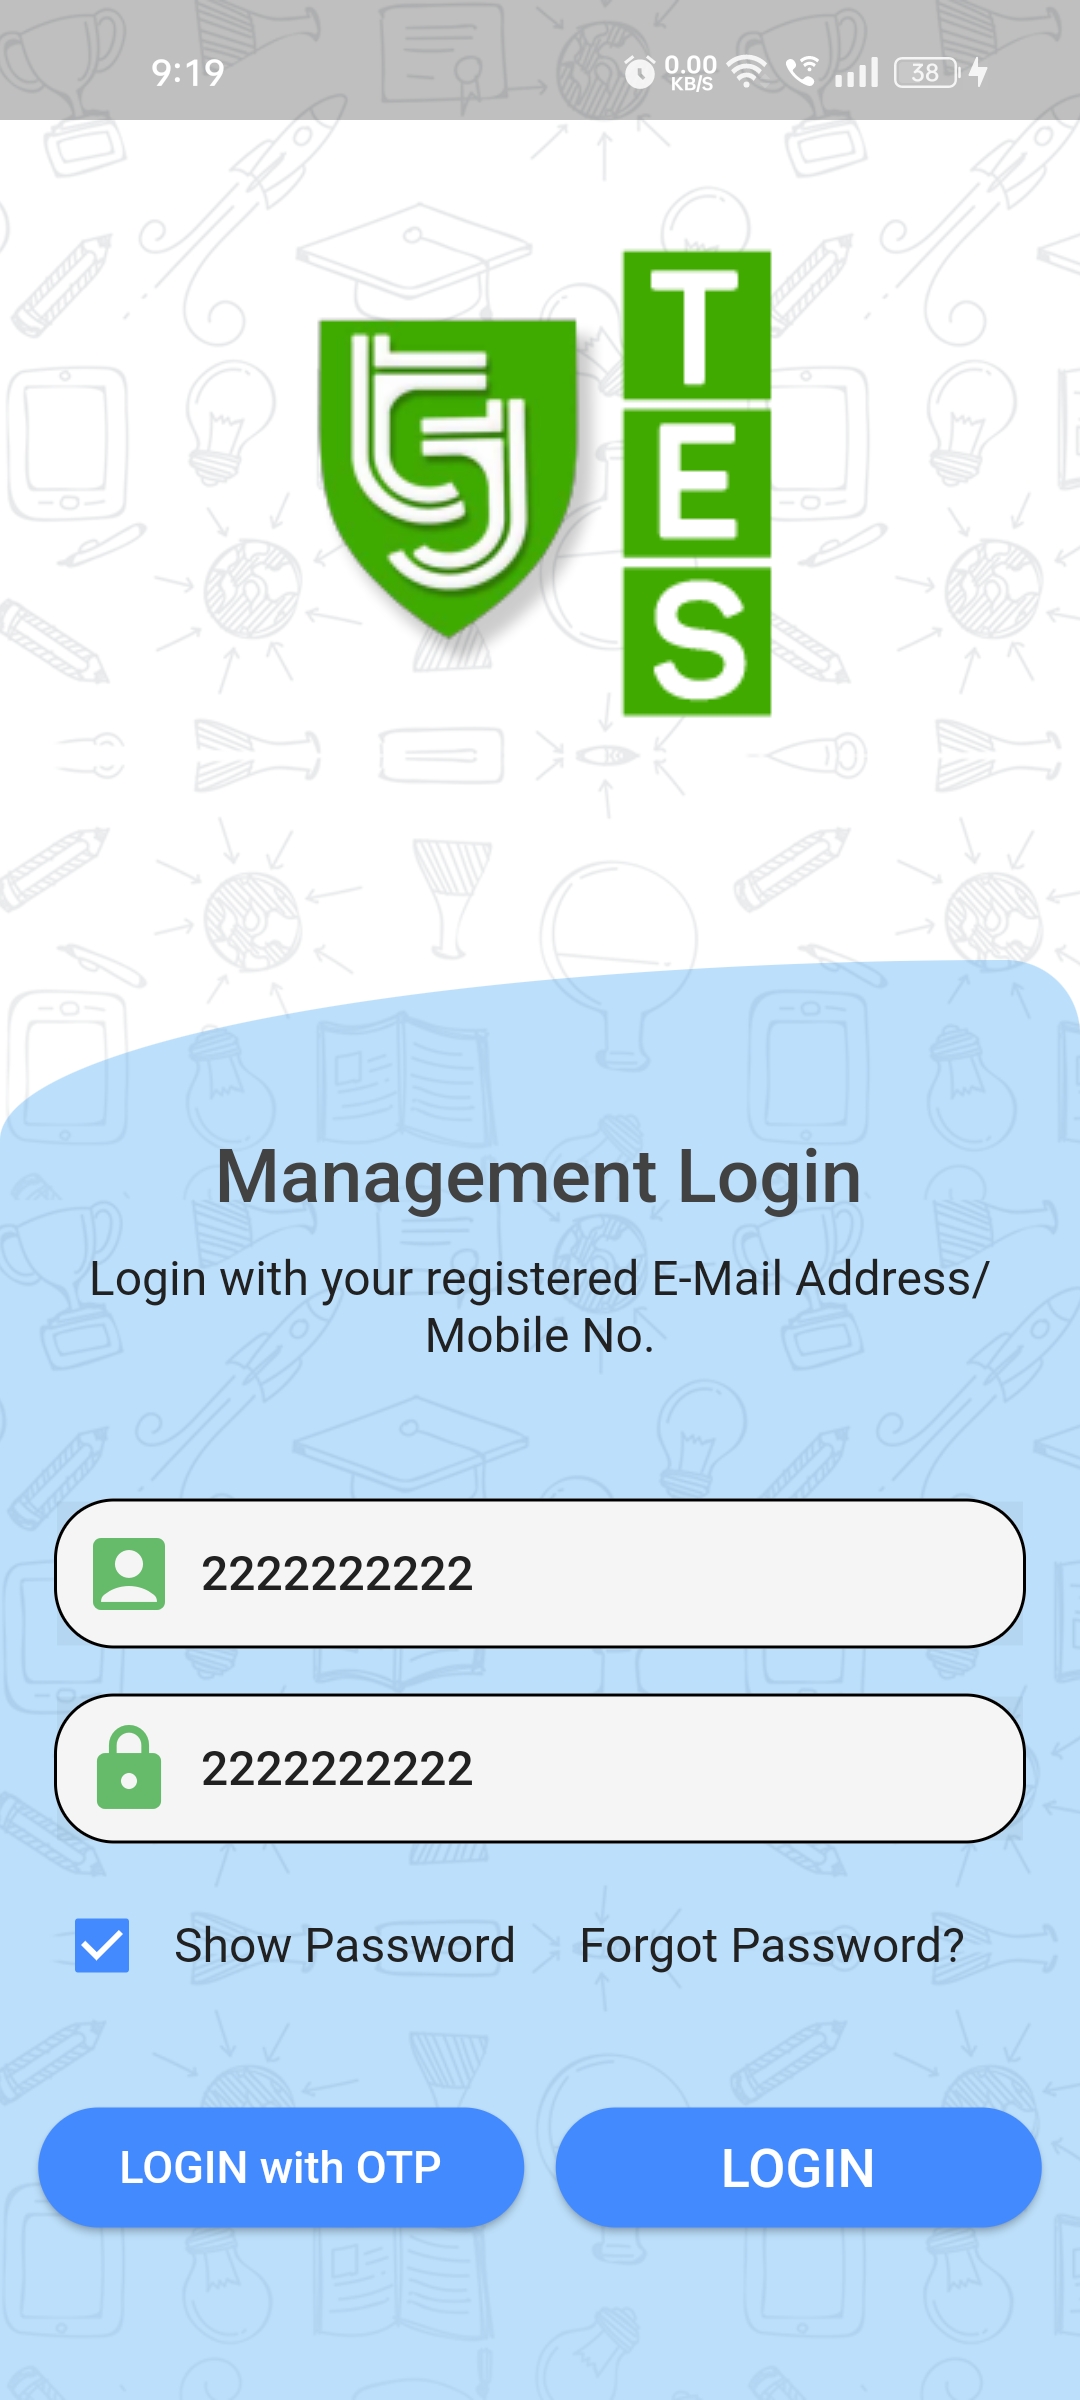 9:19
0.00
KB/S
38
T
E
S
Management Login
Login with your registered E-Mail Address/
Mobile No.
2222222222
2222222222
Show Password Forgot Password?
LOGIN with OTP LOGIN